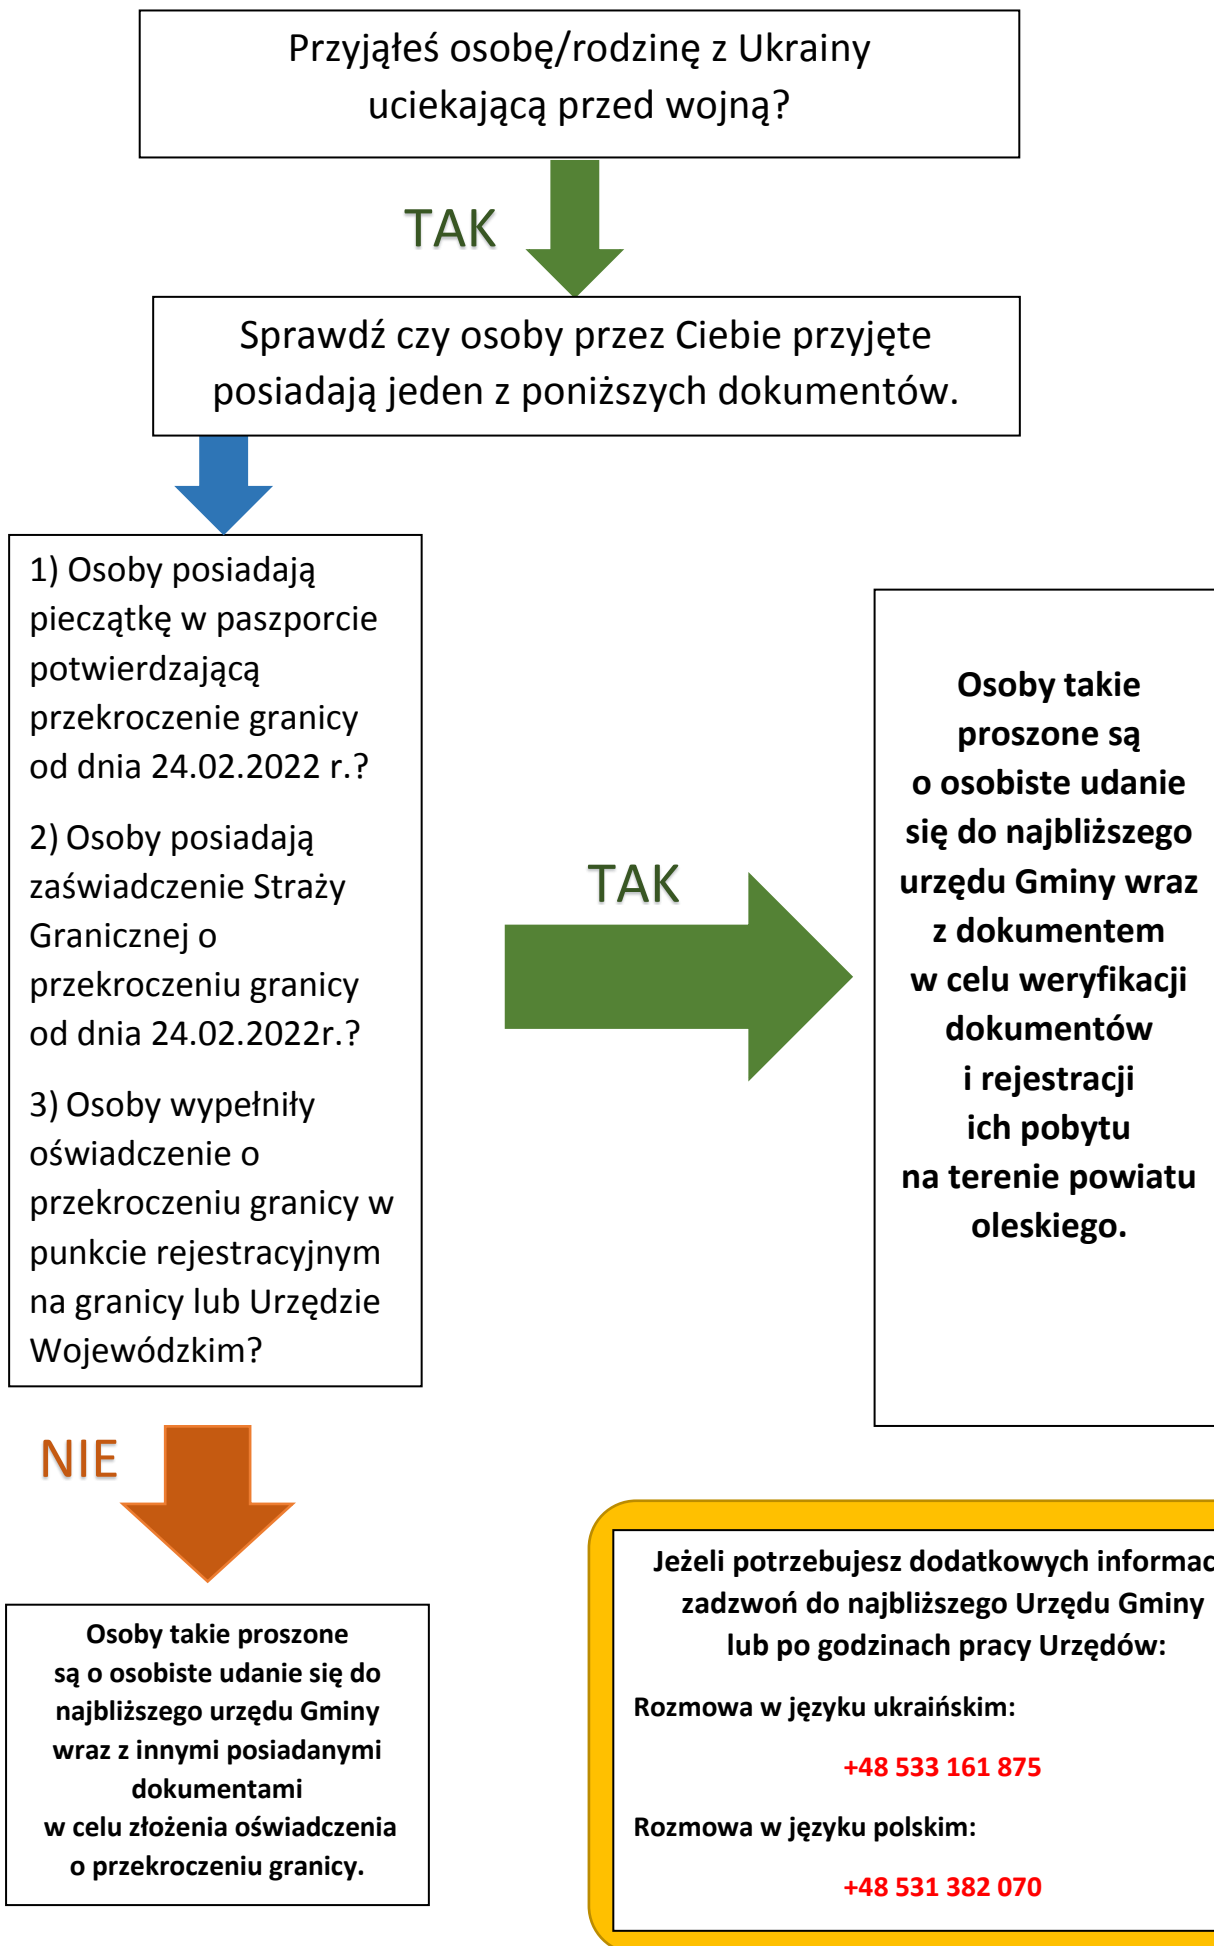 Przyjąłeś osobę/rodzinę z Ukrainy
uciekającą przed wojną?
TAK
Sprawdź czy osoby przez Ciebie przyjęte
posiadają jeden z poniższych dokumentów.
1) Osoby posiadają
pieczątkę w paszporcie
potwierdzającą
przekroczenie granicy
od dnia 24.02.2022 r.?
2) Osoby posiadają
zaświadczenie Straży
Granicznej o
przekroczeniu granicy
od dnia 24.02.2022r.?
3) Osoby wypełniły
oświadczenie o
przekroczeniu granicy w
punkcie rejestracyjnym
na granicy lub Urzędzie
Wojewódzkim?
TAK
Osoby takie
proszone są
o osobiste udanie
się do najbliższego
urzędu Gminy wraz
z dokumentem
w celu weryfikacji
dokumentów
i rejestracji
ich pobytu
na terenie powiatu
oleskiego.
NIE
Osoby takie proszone
są o osobiste udanie się do
najbliższego urzędu Gminy
wraz z innymi posiadanymi
dokumentami
w celu złożenia oświadczenia
o przekroczeniu granicy.
Jeżeli potrzebujesz dodatkowych informac
zadzwoń do najbliższego Urzędu Gminy
lub po godzinach pracy Urzędów:
Rozmowa w języku ukraińskim:
+48 533 161 875
Rozmowa w języku polskim:
+48 531 382 070